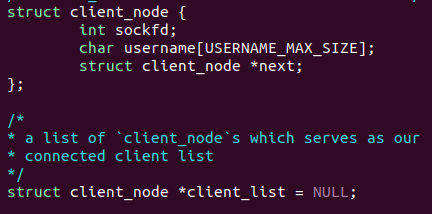 struct client_node {
        int sockfd;
        char username[USERNAME_MAX_SIZE];
        struct client_node *next;
};

/*
* a list of `client_node`s which serves as our
* connected client list
*/
struct client_node *client_list = NULL;